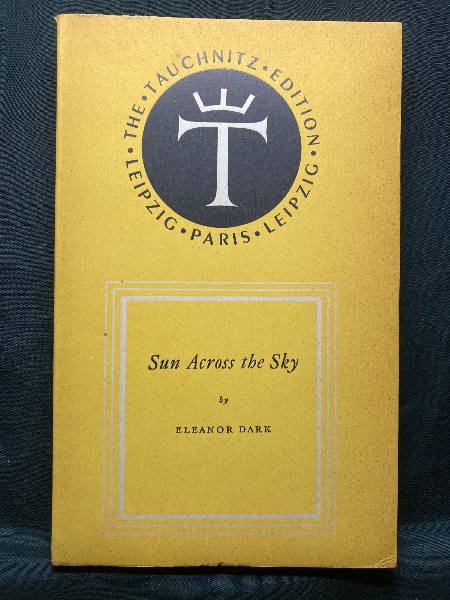 • THE • TAUCHNITZ • EDITION •
LEIPZIG • PARIS • LEIPZIG
T
Sun Across the Sky
by
ELEANOR DARK